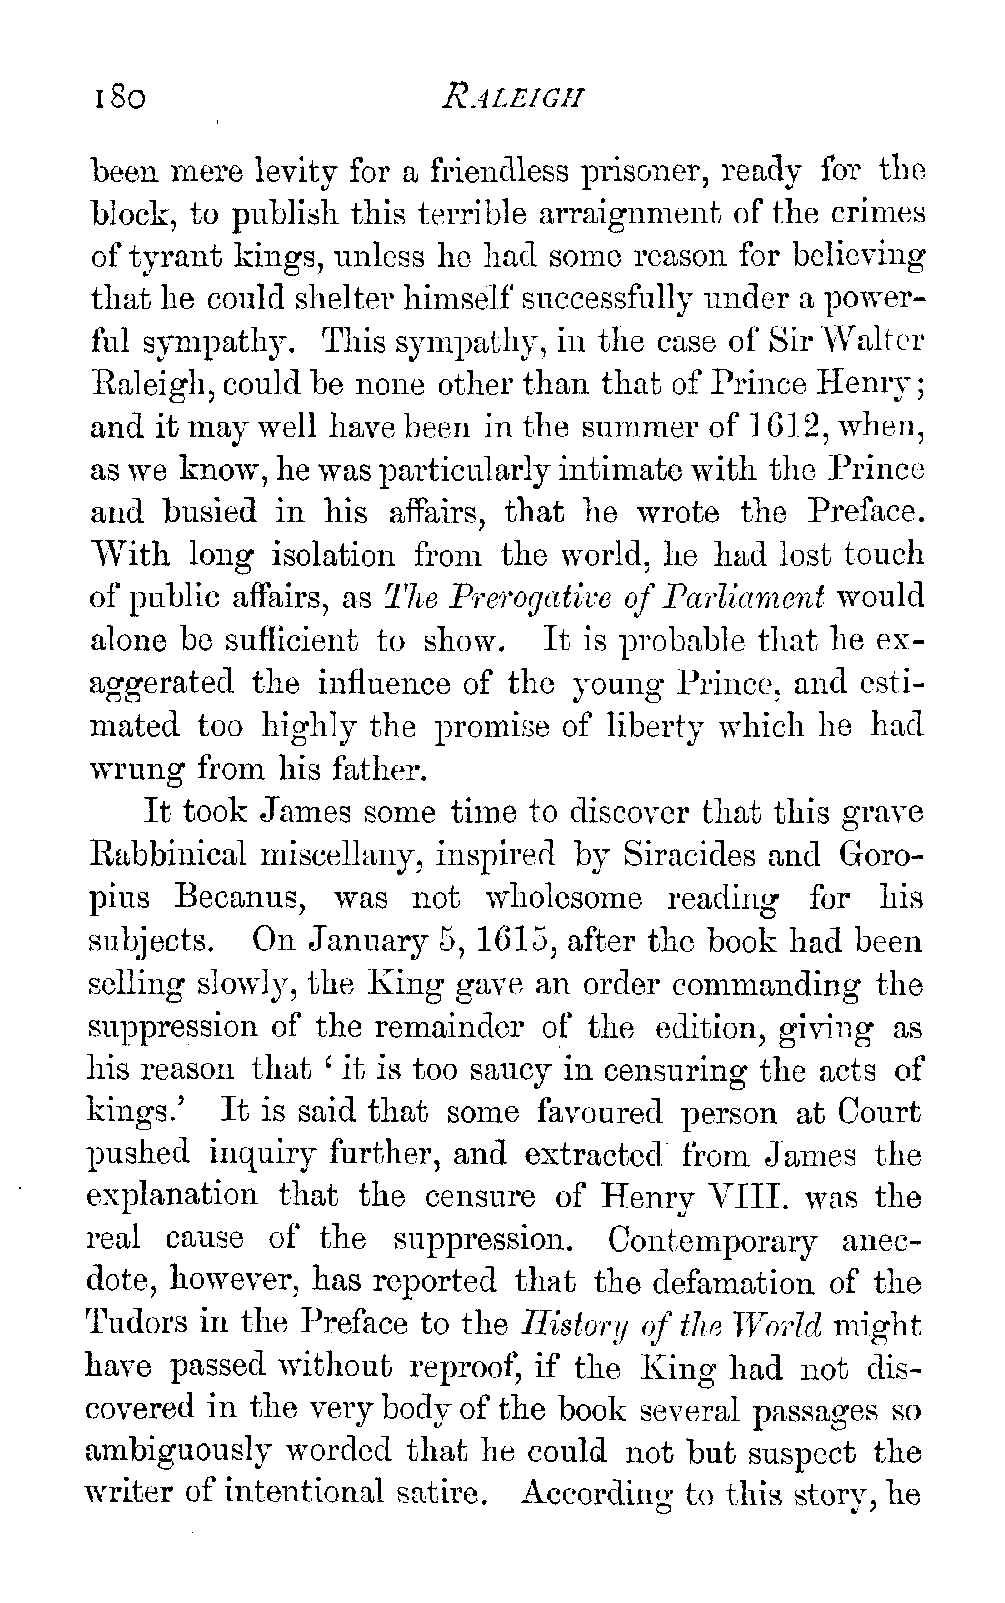 180 RALEIGH
been mere levity for a friendless prisoner, ready for the
block, to publish this terrible arraignment of the crimes
of tyrant kings, unless he had some reason for believing
that he could shelter himself successfully under a power-
ful sympathy. This sympathy, in the case of Sir Walter
Raleigh, could be none other than that of Prince Henry;
and it may well have been in the summer of 1612, when,
as we know, he was particularly intimate with the Prince
and busied in his affairs, that he wrote the Preface.
With long isolation from the world, he had lost touch
of public affairs, as The Prerogative of Parliament would
alone be sufficient to show. It is probable that he ex-
aggerated the influence of the young Prince, and esti-
mated too highly the promise of liberty which he had
wrung from his father.
It took James some time to discover that this grave
Rabbinical miscellany, inspired by Siracides and Goro-
pius Becanus, was not wholesome reading for his
subjects. On January 5, 1615, after the book had been
selling slowly, the King gave an order commanding the
suppression of the remainder of the edition, giving as
his reason that ‘ it is too saucy in censuring the acts of
kings.’ It is said that some favoured person at Court
pushed inquiry further, and extracted from James the
explanation that the censure of Henry VIII. was the
real cause of the suppression. Contemporary anec-
dote, however, has reported that the defamation of the
Tudors in the Preface to the History of the World might
have passed without reproof, if the King had not dis-
covered in the very body of the book several passages so
ambiguously worded that he could not but suspect the
writer of intentional satire. According to this story, he